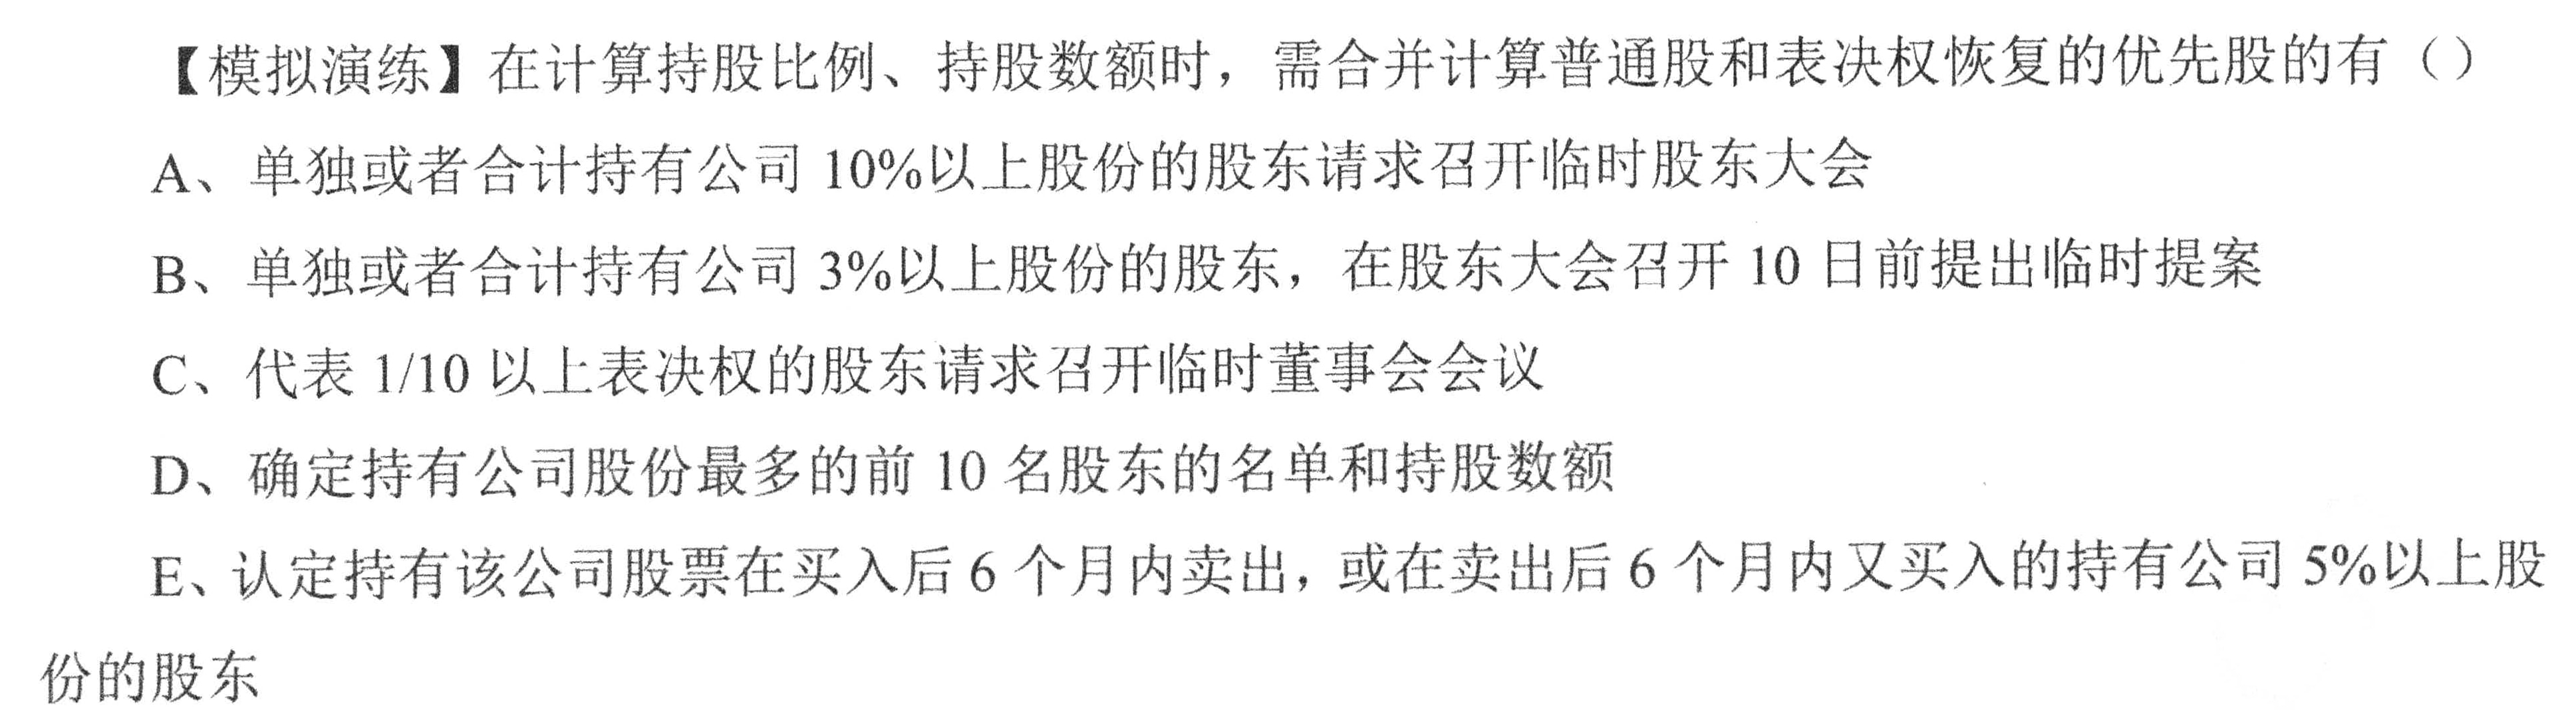 【模拟演练】在计算持股比例、持股数额时，需合并计算普通股和表决权恢复的优先股的有（）
A、单独或者合计持有公司 10%以上股份的股东请求召开临时股东大会
B、单独或者合计持有公司 3%以上股份的股东，在股东大会召开 10 日前提出临时提案
C、代表 1/10 以上表决权的股东请求召开临时董事会会议
D、确定持有公司股份最多的前 10 名股东的名单和持股数额
E、认定持有该公司股票在买入后 6 个月内卖出，或在卖出后 6 个月内又买入的持有公司 5%以上股
份的股东